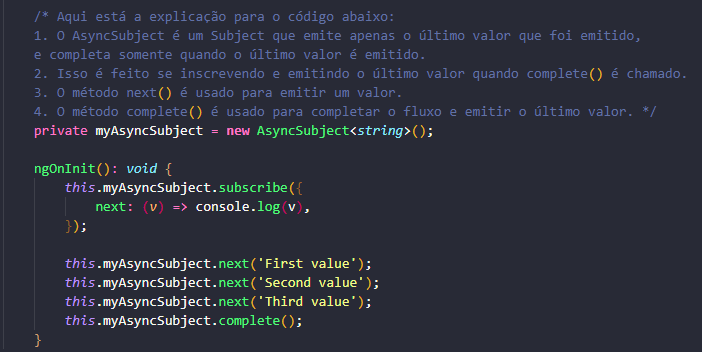 /* Aqui está a explicação para o código abaixo:
1. O AsyncSubject é um Subject que emite apenas o último valor que foi emitido,
e completa somente quando o último valor é emitido.
2. Isso é feito se inscrevendo e emitindo o último valor quando complete() é chamado.
3. O método next() é usado para emitir um valor.
4. O método complete() é usado para completar o fluxo e emitir o último valor. */
private myAsyncSubject = new AsyncSubject<string>();
ngOnInit(): void {
this.myAsyncSubject.subscribe({
next: (v) => console.log(v),
});
this.myAsyncSubject.next('First value');
this.myAsyncSubject.next('Second value');
this.myAsyncSubject.next('Third value');
this.myAsyncSubject.complete();
}